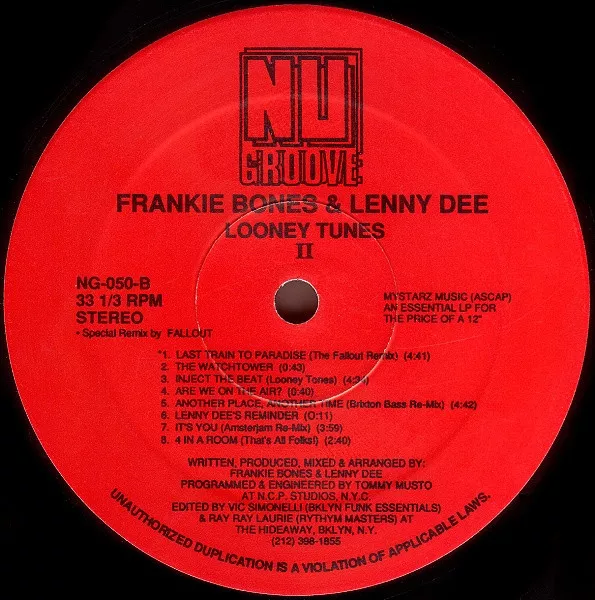 NU
GROOVE
FRANKIE BONES & LENNY DEE
LOONEY TUNES
II
NG-050-B
33 1/3 RPM
STEREO
* Special Remix by FALLOUT
MYSTARZ MUSIC (ASCAP)
AN ESSENTIAL LP FOR
THE PRICE OF A 12"
*1. LAST TRAIN TO PARADISE (The Fallout Remix) (4:41)
2. THE WATCHTOWER (0:43)
3. INJECT THE BEAT (Looney Tones)
4. ARE WE ON THE AIR? (0:40)
5. ANOTHER PLACE, ANOTHER TIME (Brixton Bass Re-Mix) (4:42)
6. LENNY DEE'S REMINDER (O:11)
7. IT'S YOU (Amsterjam Re-Mix) (3:59)
8. 4 IN A ROOM (That's All Folks!) (2:40)
WRITTEN, PRODUCED, MIXED & ARRANGED BY:
FRANKIE BONES & LENNY DEE
PROGRAMMED & ENGINEERED BY TOMMY MUSTO
AT N.C.P. STUDIOS, N.Y.C.
EDITED BY VIC SIMONELLI (BKLYN FUNK ESSENTIALS)
& RAY RAY LAURIE (RYTHYM MASTERS) AT
THE HIDEAWAY, BKLYN, N.Y.
(212) 398-1855
UNAUTHORIZED DUPLICATION IS A VIOLATION OF APPLICABLE LAWS.